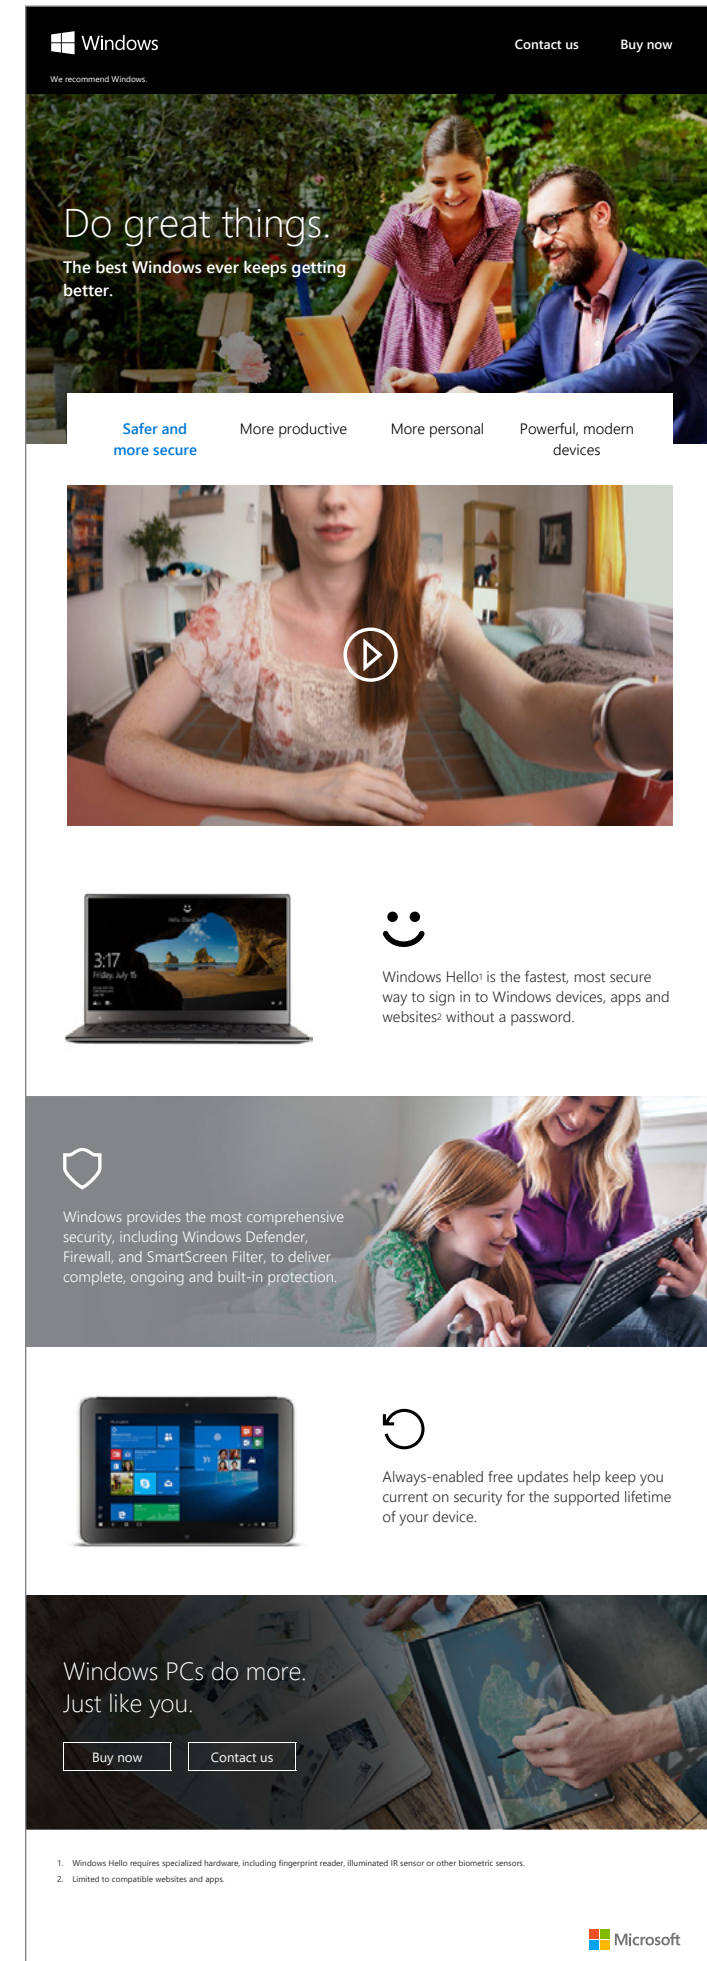 Windows
Contact us
Buy now
We recommend Windows.
Do great things.
The best Windows ever keeps getting
better.
Safer and
more secure
More productive
More personal
Powerful, modern
devices
3:17
Friday, July 15
Windows Hello1 is the fastest, most secure
way to sign in to Windows devices, apps and
websites2 without a password.
Windows provides the most comprehensive
security, including Windows Defender,
Firewall, and SmartScreen Filter, to deliver
complete, ongoing and built-in protection.
Always-enabled free updates help keep you
current on security for the supported lifetime
of your device.
Windows PCs do more.
Just like you.
Buy now
Contact us
1. Windows Hello requires specialized hardware, including fingerprint reader, illuminated IR sensor or other biometric sensors.
2. Limited to compatible websites and apps.
Microsoft